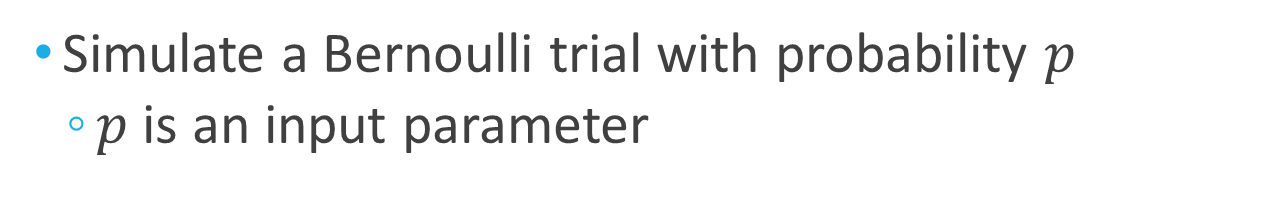 • Simulate a Bernoulli trial with probability 𝑝
◦ 𝑝 is an input parameter